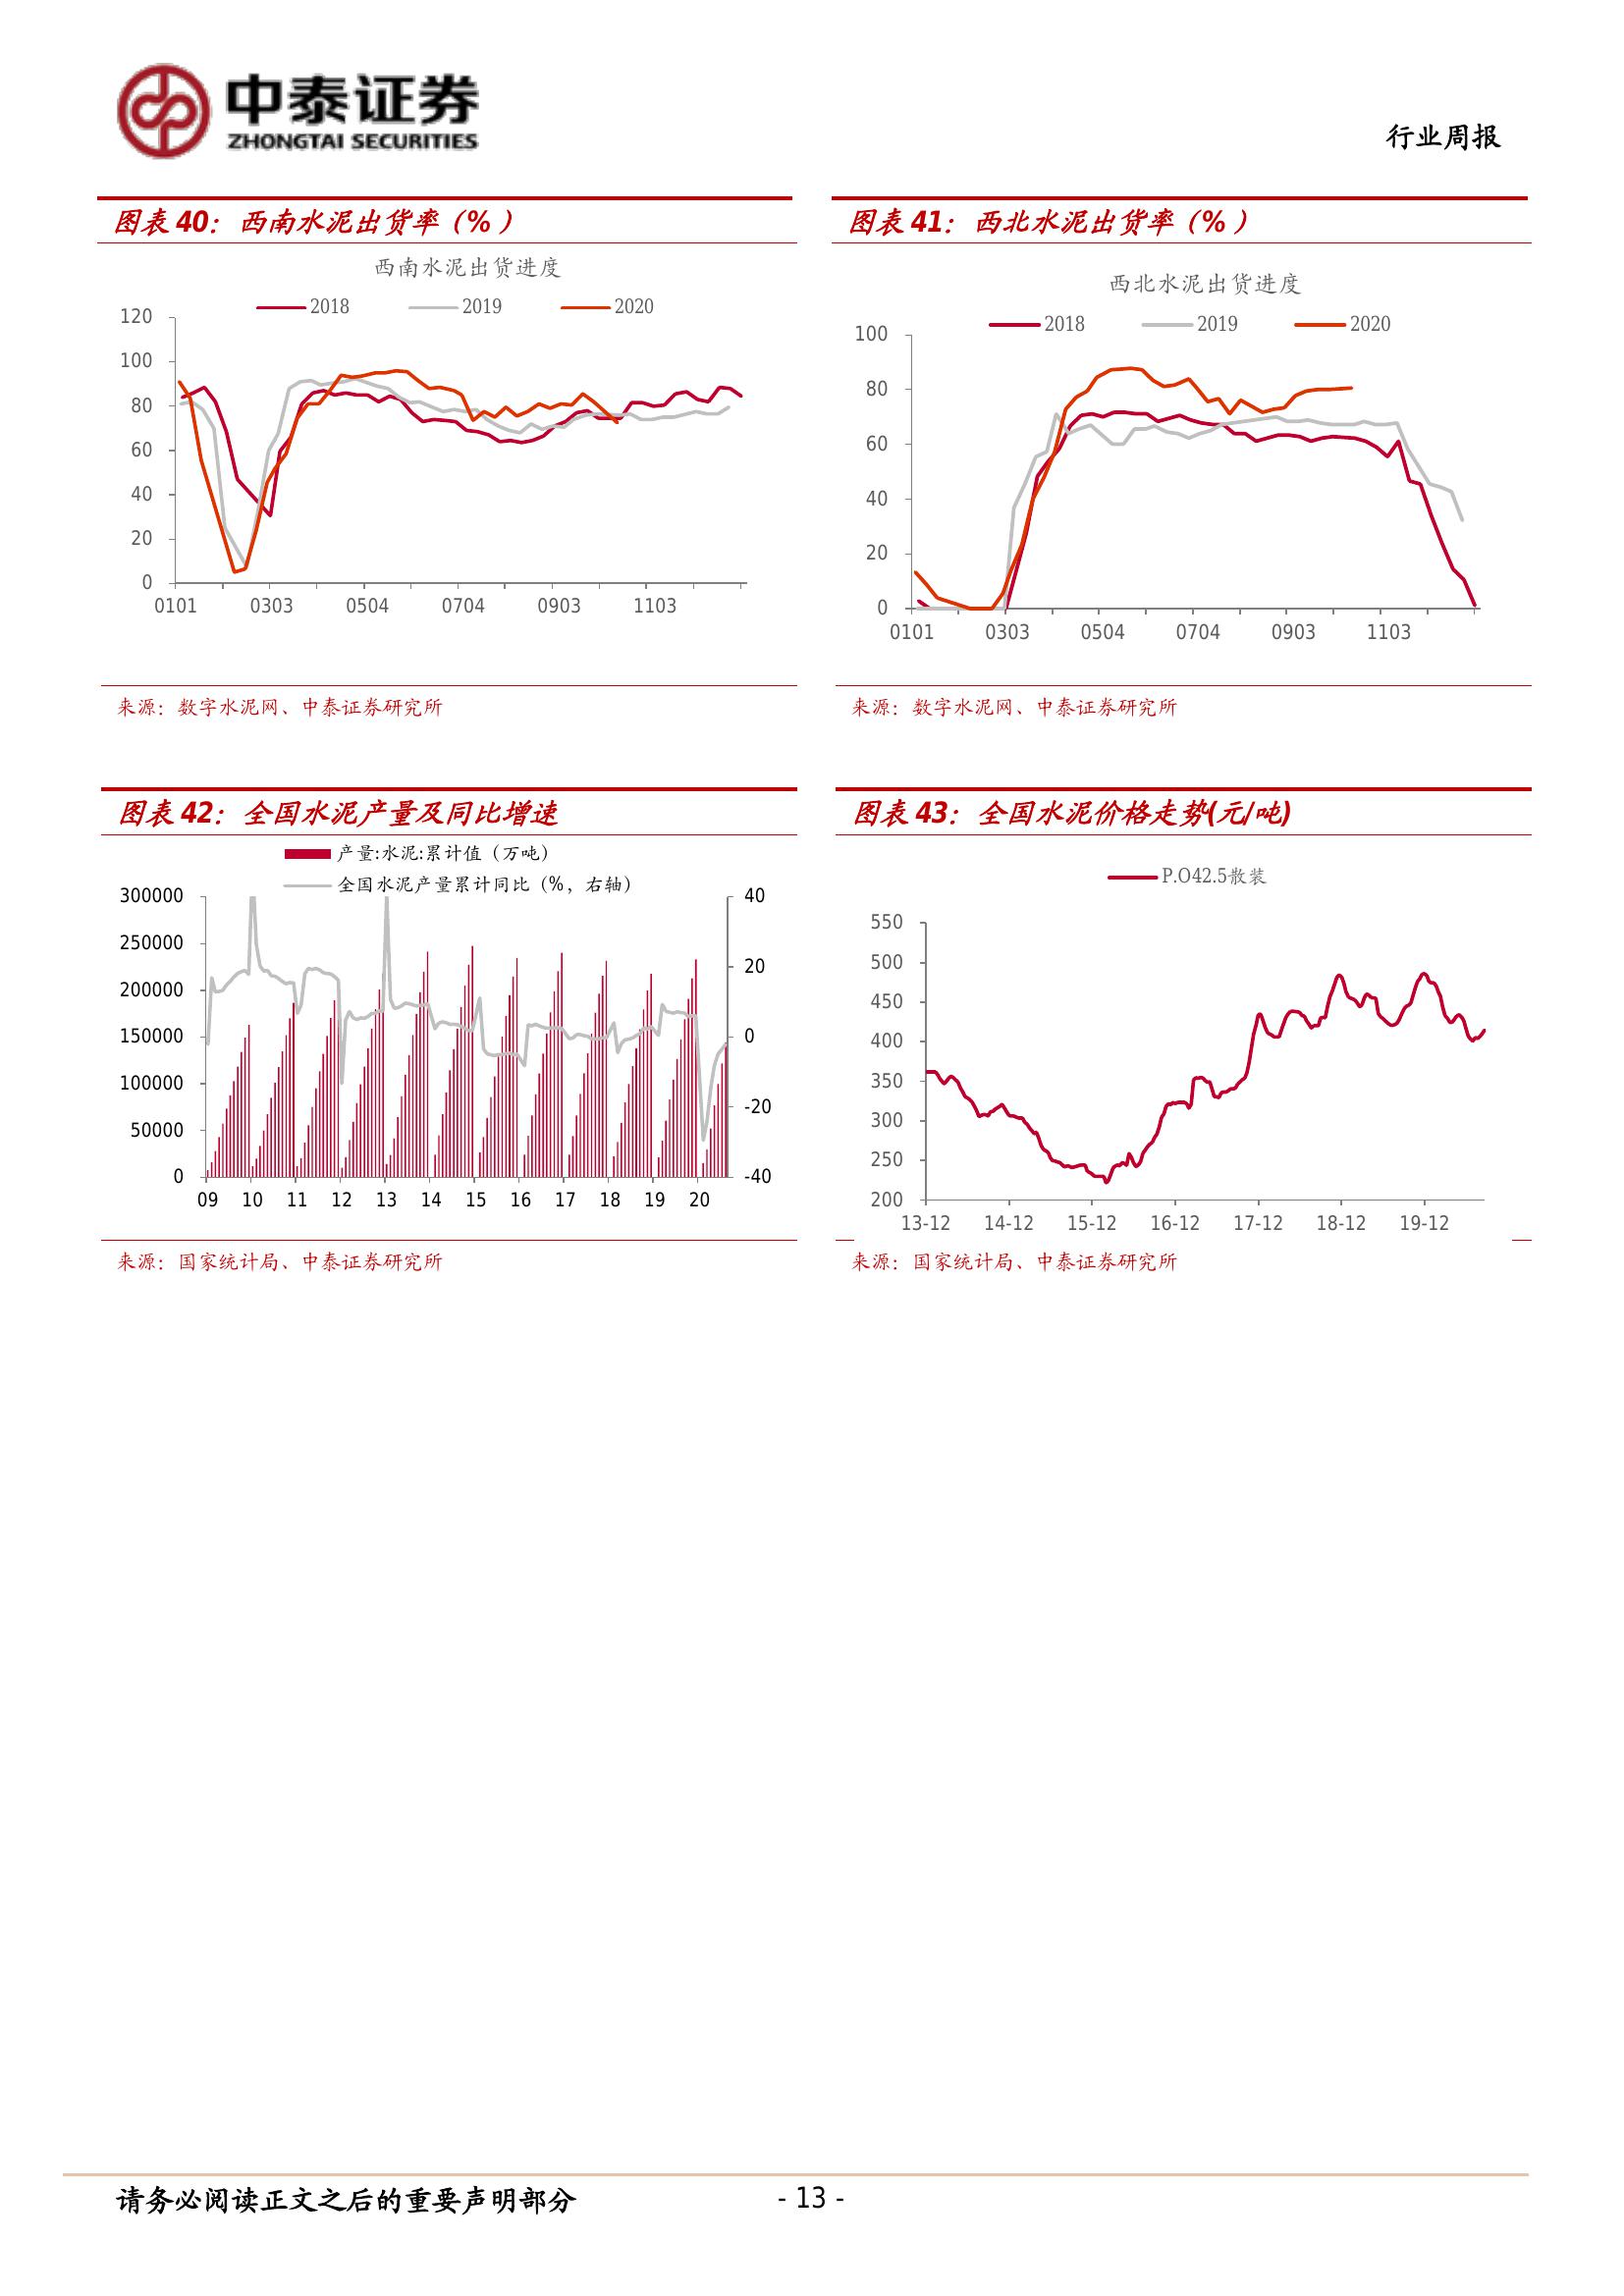 中泰证券
ZHONGTAI SECURITIES
行业周报
图表 40：西南水泥出货率（%）
西南水泥出货进度
2018 2019 2020
120
100
80
60
40
20
0
0101 0303 0504 0704 0903 1103
来源：数字水泥网、中泰证券研究所
图表 41：西北水泥出货率（%）
西北水泥出货进度
2018 2019 2020
100
80
60
40
20
0
0101 0303 0504 0704 0903 1103
来源：数字水泥网、中泰证券研究所
图表 42：全国水泥产量及同比增速
产量:水泥:累计值（万吨）
全国水泥产量累计同比（%，右轴）
300000 40
250000
200000 20
150000 0
100000
50000 -20
0 -40
09 10 11 12 13 14 15 16 17 18 19 20
来源：国家统计局、中泰证券研究所
图表 43：全国水泥价格走势(元/吨)
P.O42.5散装
550
500
450
400
350
300
250
200
13-12 14-12 15-12 16-12 17-12 18-12 19-12
来源：国家统计局、中泰证券研究所
请务必阅读正文之后的重要声明部分
- 13 -